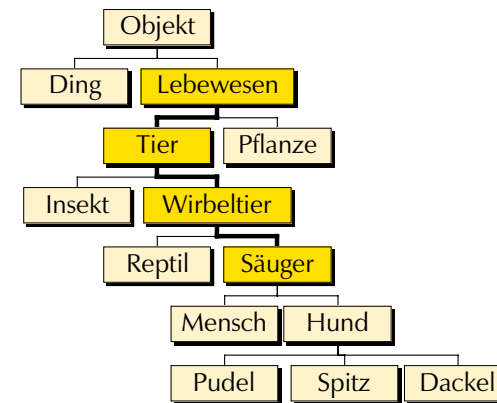 Objekt
Ding Lebewesen
Tier Pflanze
Insekt Wirbeltier
Reptil Säuger
Mensch Hund
Pudel Spitz Dackel